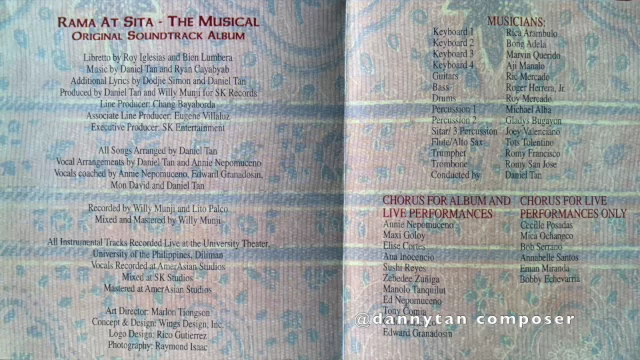 RAMA AT SITA - THE MUSICAL
ORIGINAL SOUNDTRACK ALBUM
Libretto by Roy Iglesias and Bien Lumbera
Music by Daniel Tan and Ryan Cayabyab
Additional Lyrics by Dodjie Simon and Daniel Tan
Produced by Daniel Tan and Willy Munji for SK Records
Line Producer: Chang Bayaborda
Associate Line Producer: Eugene Villaluz
Executive Producer: SK Entertainment
All Songs Arranged by Daniel Tan
Vocal Arrangements by Daniel Tan and Annie Nepomuceno
Vocals coached by Annie Nepomuceno, Edward Granadosin,
Mon David and Daniel Tan
Recorded by Willy Munji and Lito Palco
Mixed and Mastered by Willy Munji
All Instrumental Tracks Recorded Live at the University Theater,
University of the Philippines, Diliman
Vocals Recorded at AmerAsian Studios
Mixed at SK Studios
Mastered at AmerAsian Studios
Art Director: Marlon Tiongson
Concept & Design: Wings Design, Inc.
Logo Design: Rico Gutierrez
Photography: Raymond Isaac
MUSICIANS:
Keyboard 1 Rica Arambulo
Keyboard 2 Bong Adela
Keyboard 3 Marvin Querido
Keyboard 4 Aji Manalo
Guitars Ric Mercado
Bass Roger Herrera, Jr.
Drums Roy Mercado
Percussion 1 Michael Alba
Percussion 2 Gladys Bugayon
Sitar/ 3 Percussion Joey Valenciano
Flute/Alto Sax Tots Tolentino
Trumphet Romy Francisco
Trombone Romy San Jose
Conducted by Daniel Tan
CHORUS FOR ALBUM AND
LIVE PERFORMANCES
Annie Nepomuceno
Maxi Goloy
Elise Cortes
Ana Inocencio
Sushi Reyes
Zebedee Zuñiga
Manolo Tanquilut
Ed Nepomuceno
Tony
Edward Granadosin
CHORUS FOR LIVE
PERFORMANCES ONLY
Cecille Posadas
Mica Ochangco
Bob Serrano
Annabelle Santos
Eman Miranda
Bobby Echevarria
@dannytan composer